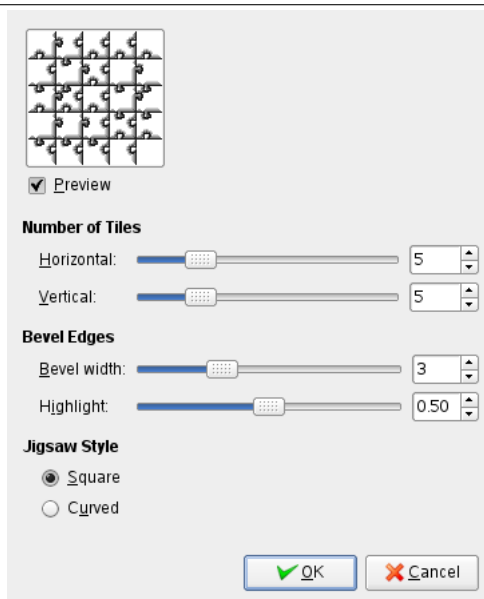 Preview
Number of Tiles
Horizontal: 5
Vertical: 5
Bevel Edges
Bevel width: 3
Highlight: 0.50
Jigsaw Style
Square
Curved
OK Cancel